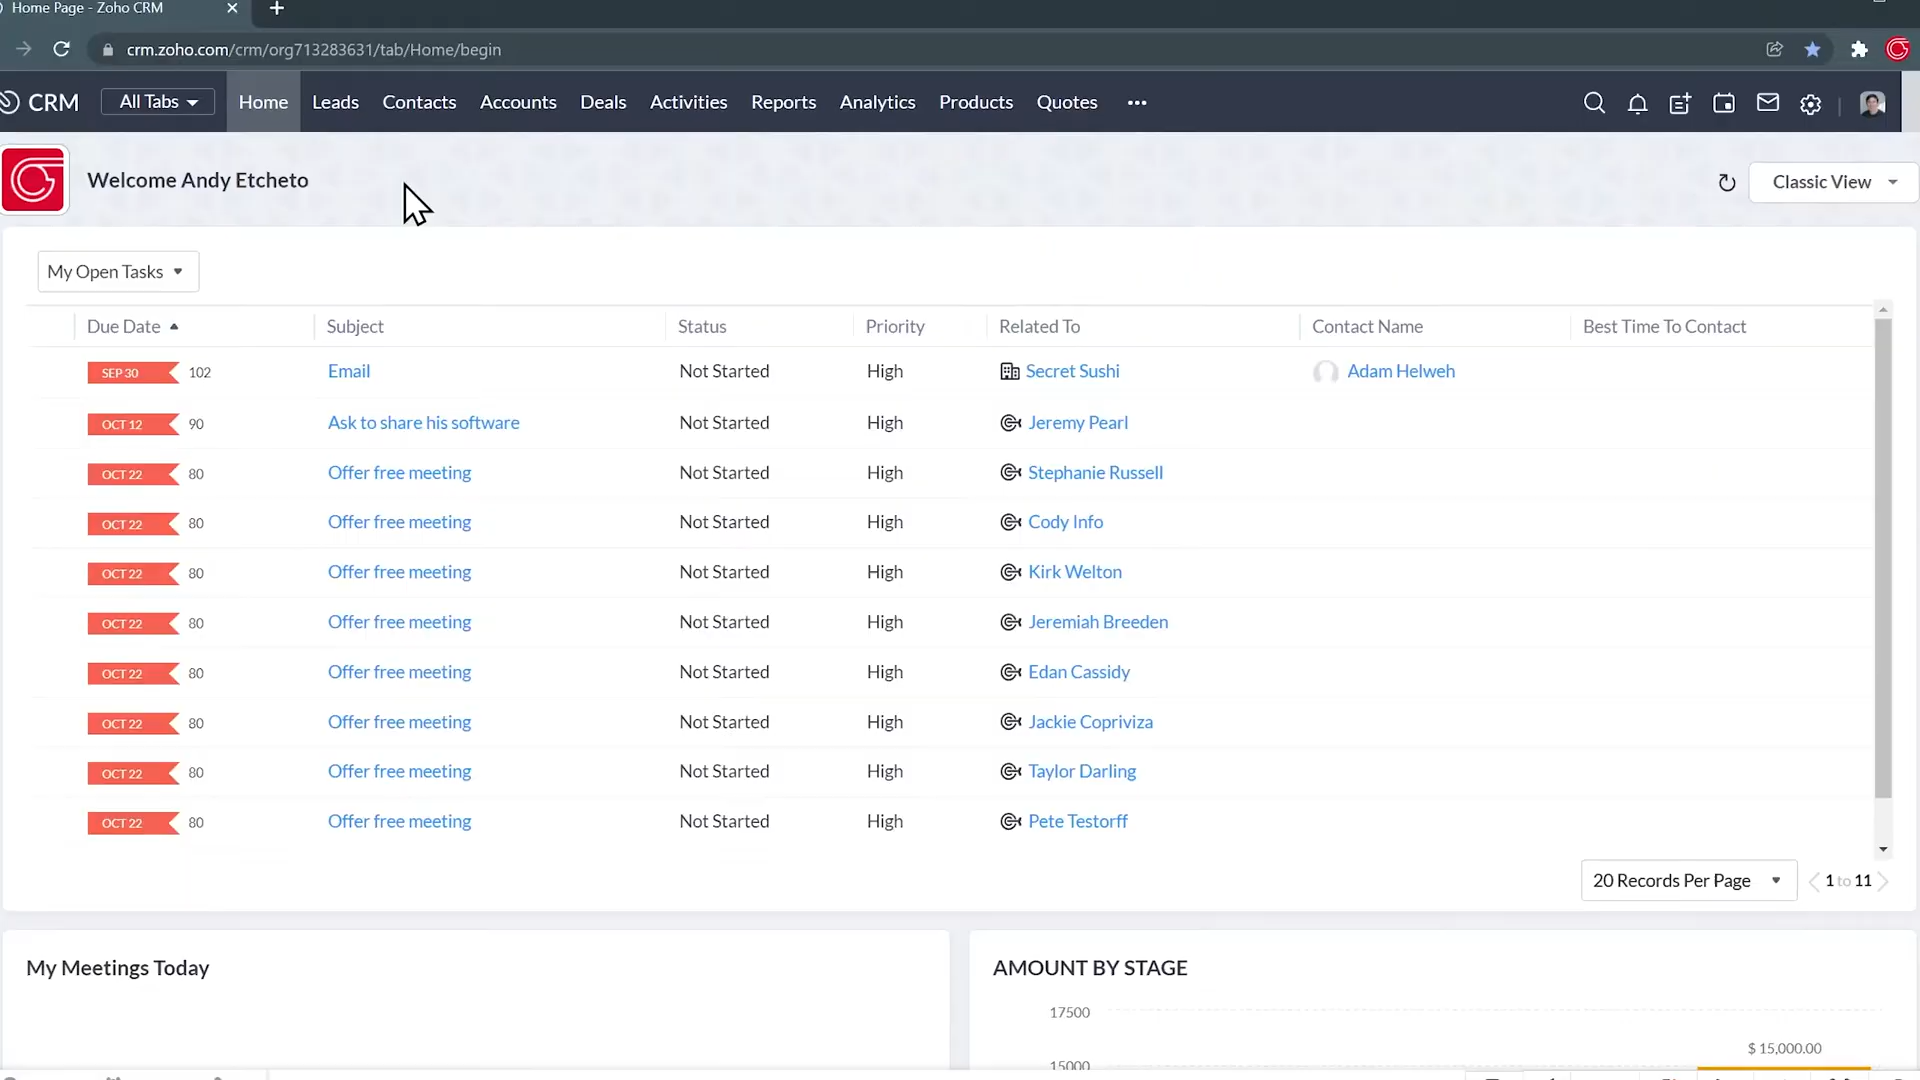 Home Page - Zoho CRM
crm.zoho.com/crm/org713283631/tab/Home/begin
CRM All Tabs Home Leads Contacts Accounts Deals Activities Reports Analytics Products Quotes •••
Welcome Andy Etcheto Classic View
My Open Tasks
Due Date Subject Status Priority Related To Contact Name Best Time To Contact
SEP 30 102 Email Not Started High Secret Sushi Adam Helweh
OCT 12 90 Ask to share his software Not Started High Jeremy Pearl
OCT 22 80 Offer free meeting Not Started High Stephanie Russell
OCT 22 80 Offer free meeting Not Started High Cody Info
OCT 22 80 Offer free meeting Not Started High Kirk Welton
OCT 22 80 Offer free meeting Not Started High Jeremiah Breeden
OCT 22 80 Offer free meeting Not Started High Edan Cassidy
OCT 22 80 Offer free meeting Not Started High Jackie Copriviza
OCT 22 80 Offer free meeting Not Started High Taylor Darling
OCT 22 80 Offer free meeting Not Started High Pete Testorff
20 Records Per Page 1 to 11
My Meetings Today AMOUNT BY STAGE
17500
$ 15,000.00
15000